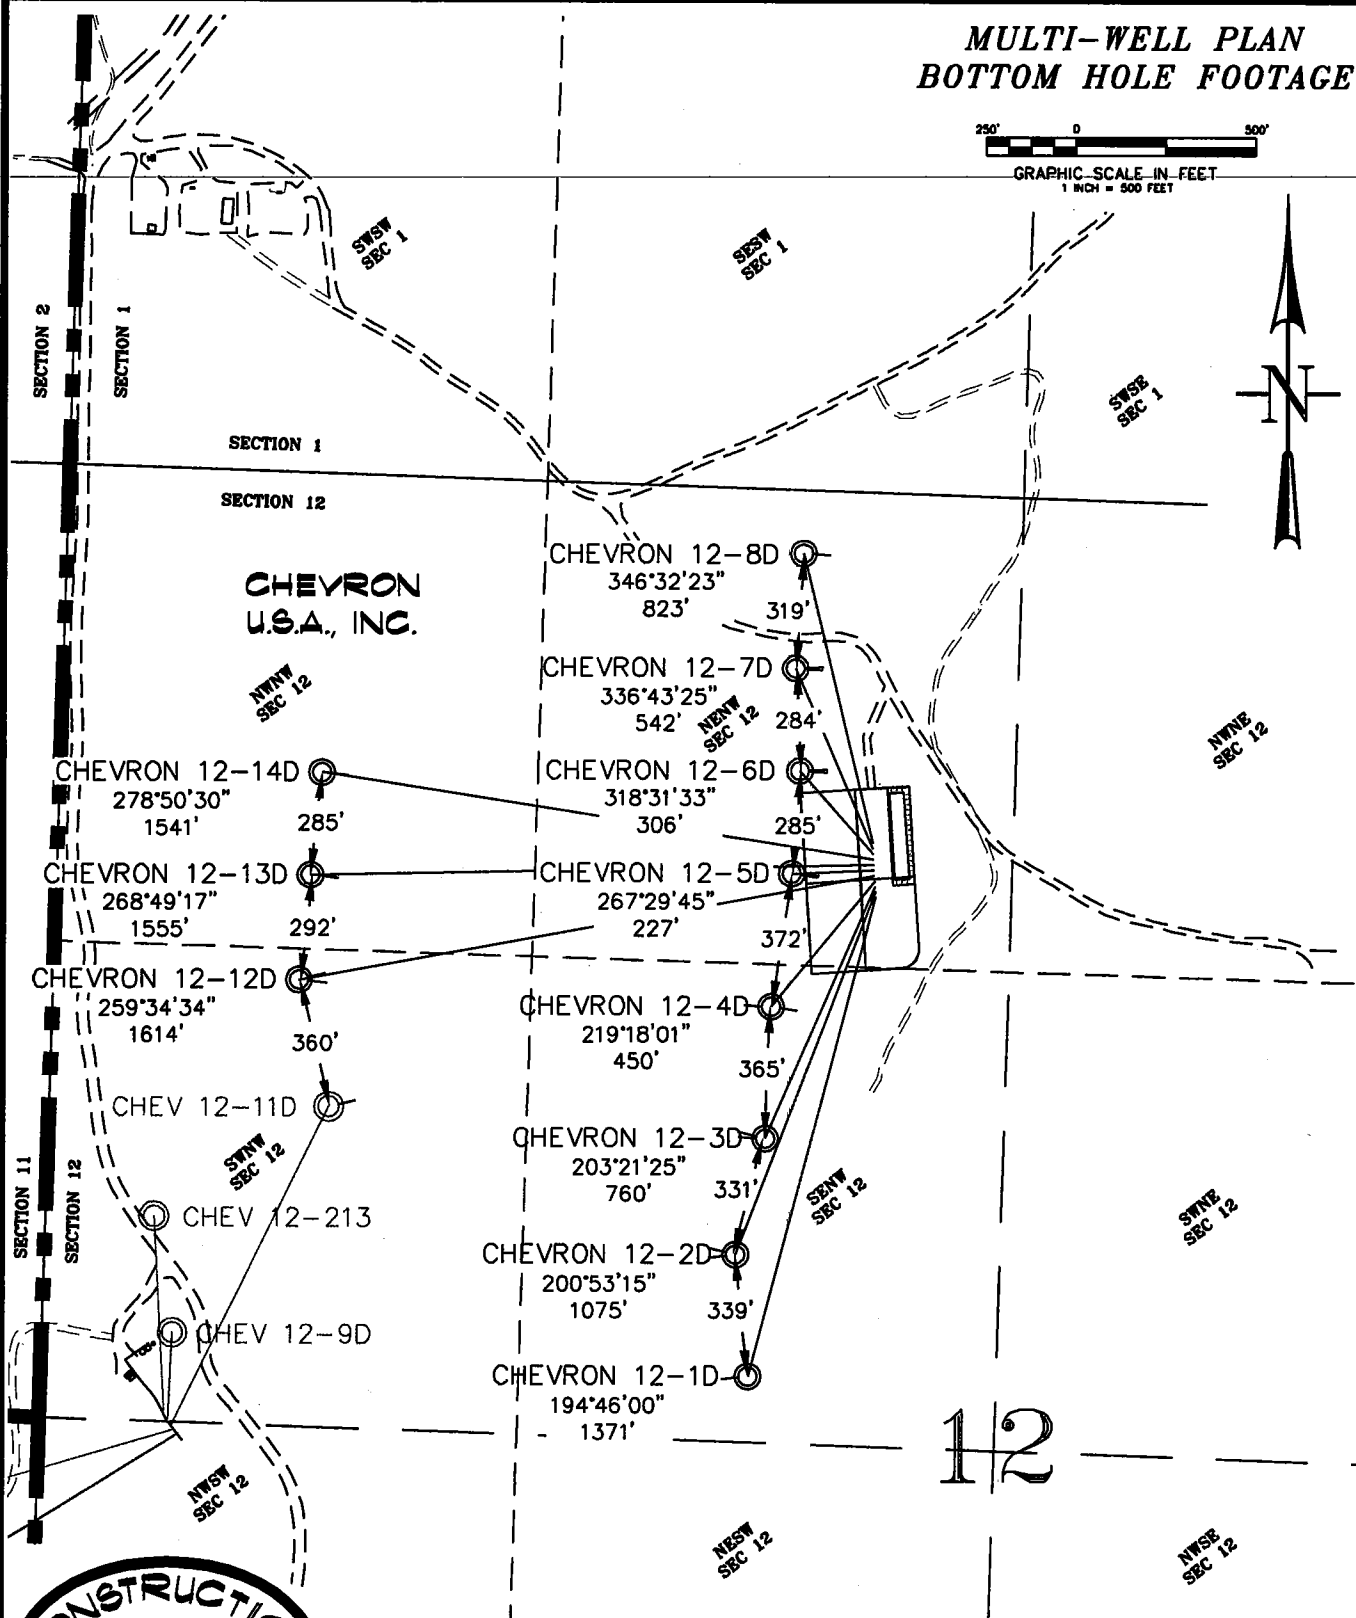 MULTI-WELL PLAN
BOTTOM HOLE FOOTAGE
250' 0 500'
GRAPHIC SCALE IN FEET
1 INCH = 500 FEET
SWSW
SEC 1
SESW
SEC 1
SECTION 2
SECTION 1
SWSE
SEC 1
N
SECTION 1
SECTION 12
CHEVRON
U.S.A., INC.
CHEVRON 12-8D
346°32'23"
823'
319'
NWNW
SEC 12
CHEVRON 12-7D
336°43'25"
542'
284'
NENW
SEC 12
NWNE
SEC 12
CHEVRON 12-14D
278°50'30"
1541'
285'
CHEVRON 12-6D
318°31'33"
306'
285'
CHEVRON 12-13D
268°49'17"
1555'
292'
CHEVRON 12-5D
267°29'45"
227'
372'
CHEVRON 12-12D
259°34'34"
1614'
360'
CHEVRON 12-4D
219°18'01"
450'
365'
CHEV 12-11D
SWNW
SEC 12
CHEVRON 12-3D
203°21'25"
760'
331'
SENW
SEC 12
SWNE
SEC 12
SECTION 11
SECTION 12
CHEV 12-213
CHEVRON 12-2D
200°53'15"
1075'
339'
CHEV 12-9D
CHEVRON 12-1D
194°46'00"
1371'
12
NWSW
SEC 12
NESW
SEC 12
NWSE
SEC 12
ONSTRUCTIO